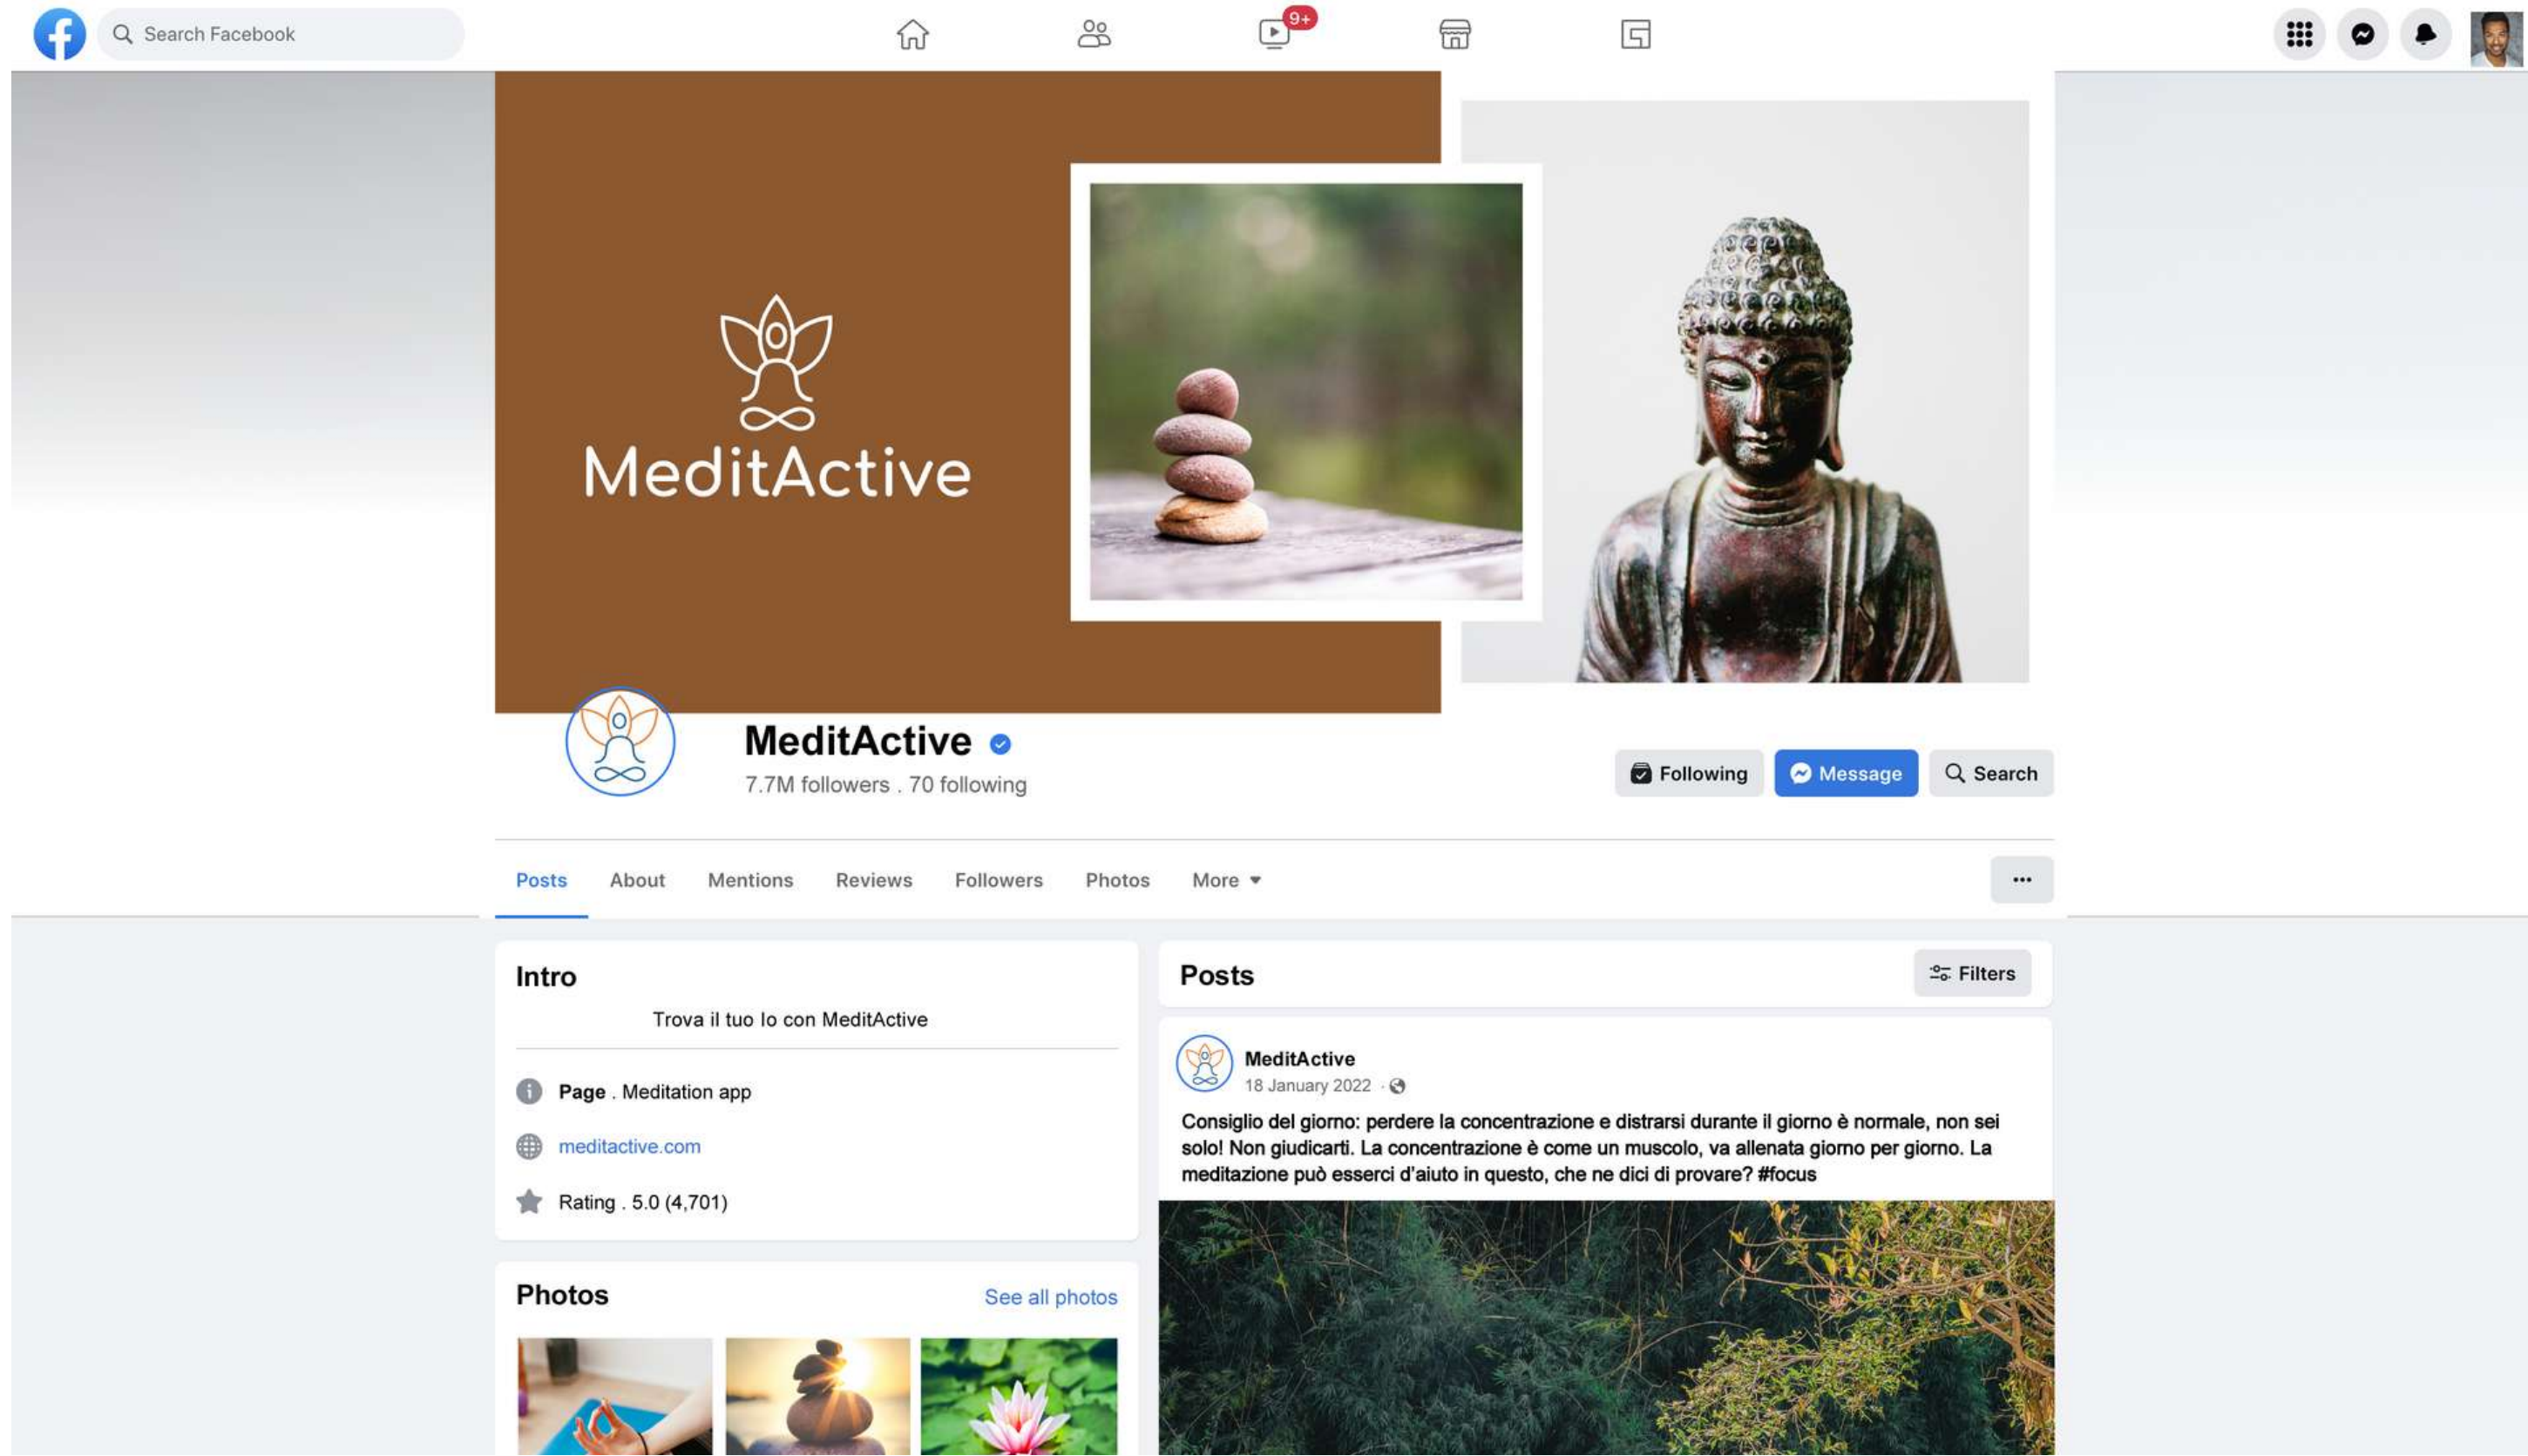 Search Facebook
9+
MeditActive
MeditActive
7.7M followers . 70 following
Following
Message
Search
Posts
About
Mentions
Reviews
Followers
Photos
More
Intro
Trova il tuo Io con MeditActive
Page . Meditation app
meditactive.com
Rating . 5.0 (4,701)
Photos
See all photos
Posts
Filters
MeditActive
18 January 2022 ·
Consiglio del giorno: perdere la concentrazione e distrarsi durante il giorno è normale, non sei
solo! Non giudicarti. La concentrazione è come un muscolo, va allenata giorno per giorno. La
meditazione può esserci d'aiuto in questo, che ne dici di provare? #focus